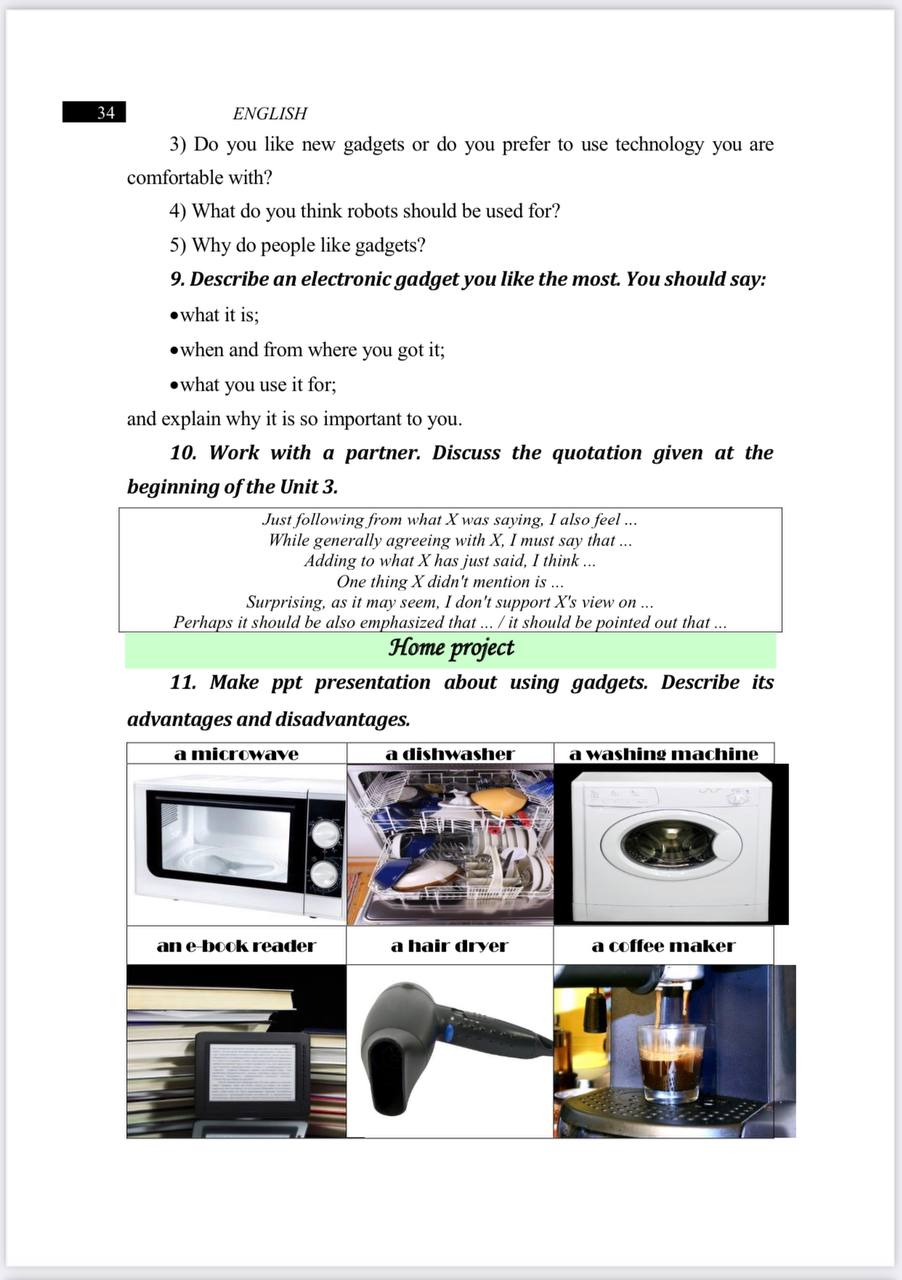 34 ENGLISH
3) Do you like new gadgets or do you prefer to use technology you are
comfortable with?
4) What do you think robots should be used for?
5) Why do people like gadgets?
9. Describe an electronic gadget you like the most. You should say:
•what it is;
•when and from where you got it;
•what you use it for;
and explain why it is so important to you.
10. Work with a partner. Discuss the quotation given at the
beginning of the Unit 3.
Just following from what X was saying, I also feel ...
While generally agreeing with X, I must say that ...
Adding to what X has just said, I think ...
One thing X didn't mention is ...
Surprising, as it may seem, I don't support X's view on ...
Perhaps it should be also emphasized that ... / it should be pointed out that ...
Home project
11. Make ppt presentation about using gadgets. Describe its
advantages and disadvantages.
a microwave a dishwasher a washing machine
an e-book reader a hair dryer a coffee maker